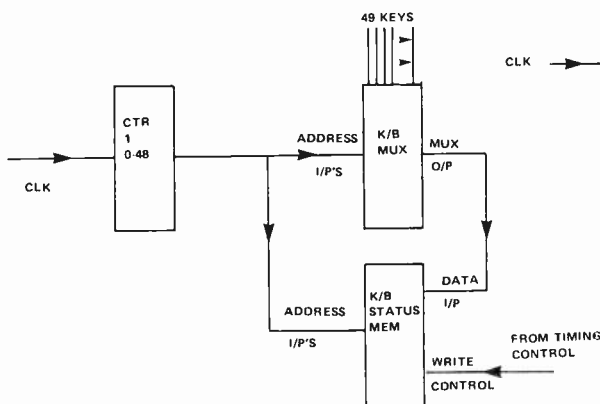 49 KEYS
CLK
CTR
1
0-48
CLK
ADDRESS
I/P'S
K/B
MUX
MUX
O/P
ADDRESS
I/P'S
K/B
STATUS
MEM
DATA
I/P
FROM TIMING
CONTROL
WRITE
CONTROL